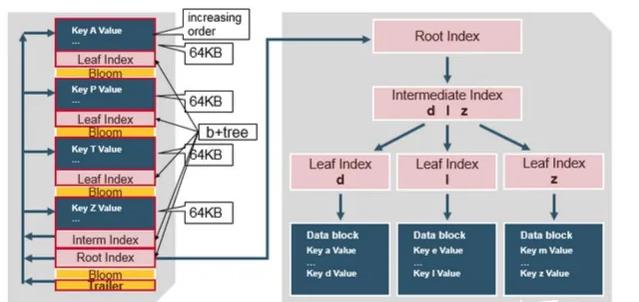 increasing
order
Key A Value
...
64KB
Leaf Index
Bloom
Key P Value
...
64KB
Leaf Index
Bloom
b+tree
Key T Value
...
64KB
Leaf Index
Bloom
Key Z Value
...
64KB
Interm Index
Root Index
Bloom
Trailer
Root Index
Intermediate Index
d l z
Leaf Index
d
Leaf Index
l
Leaf Index
z
Data block
Key a Value
...
Key d Value
Data block
Key e Value
...
Key l Value
Data block
Key m Value
...
Key z Value